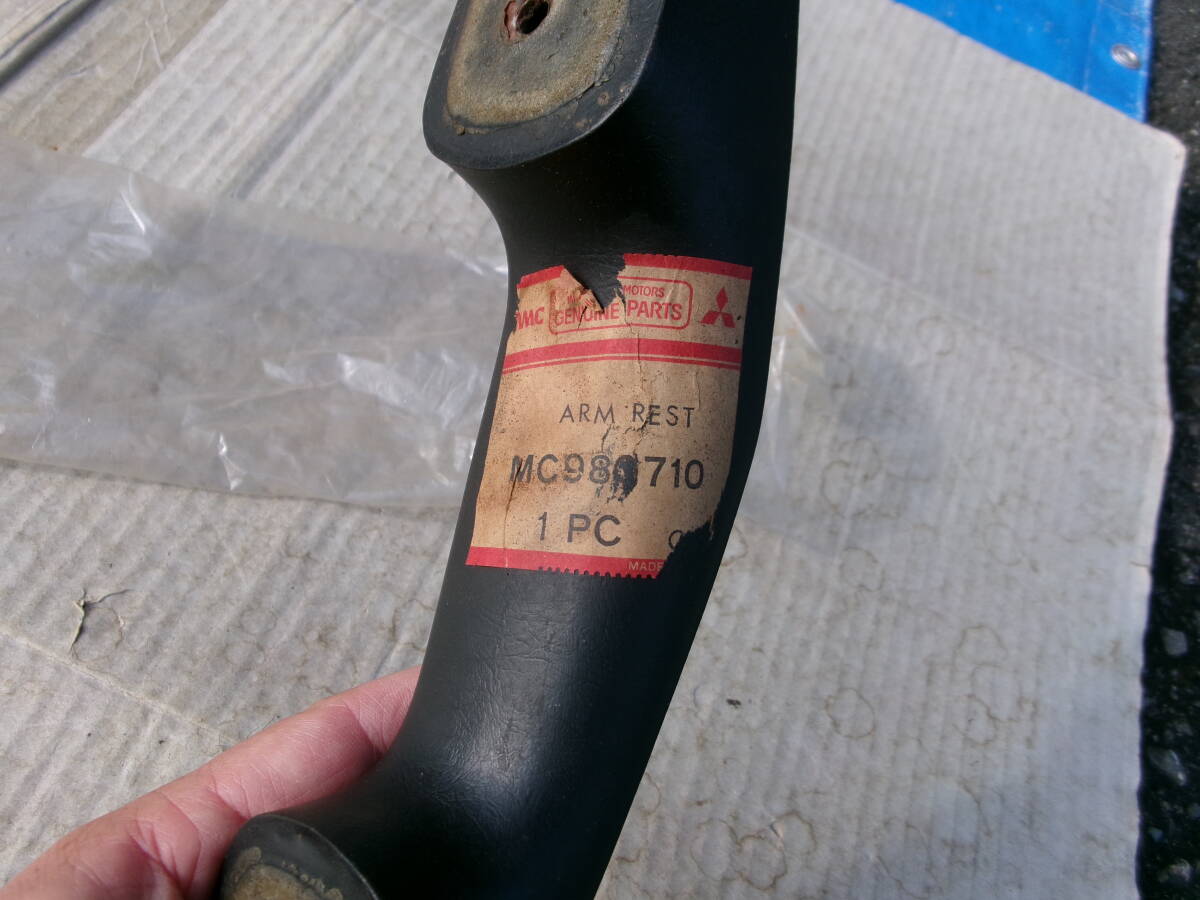 MMC MOTORS
GENUINE PARTS
ARM REST
1 PC
MADE